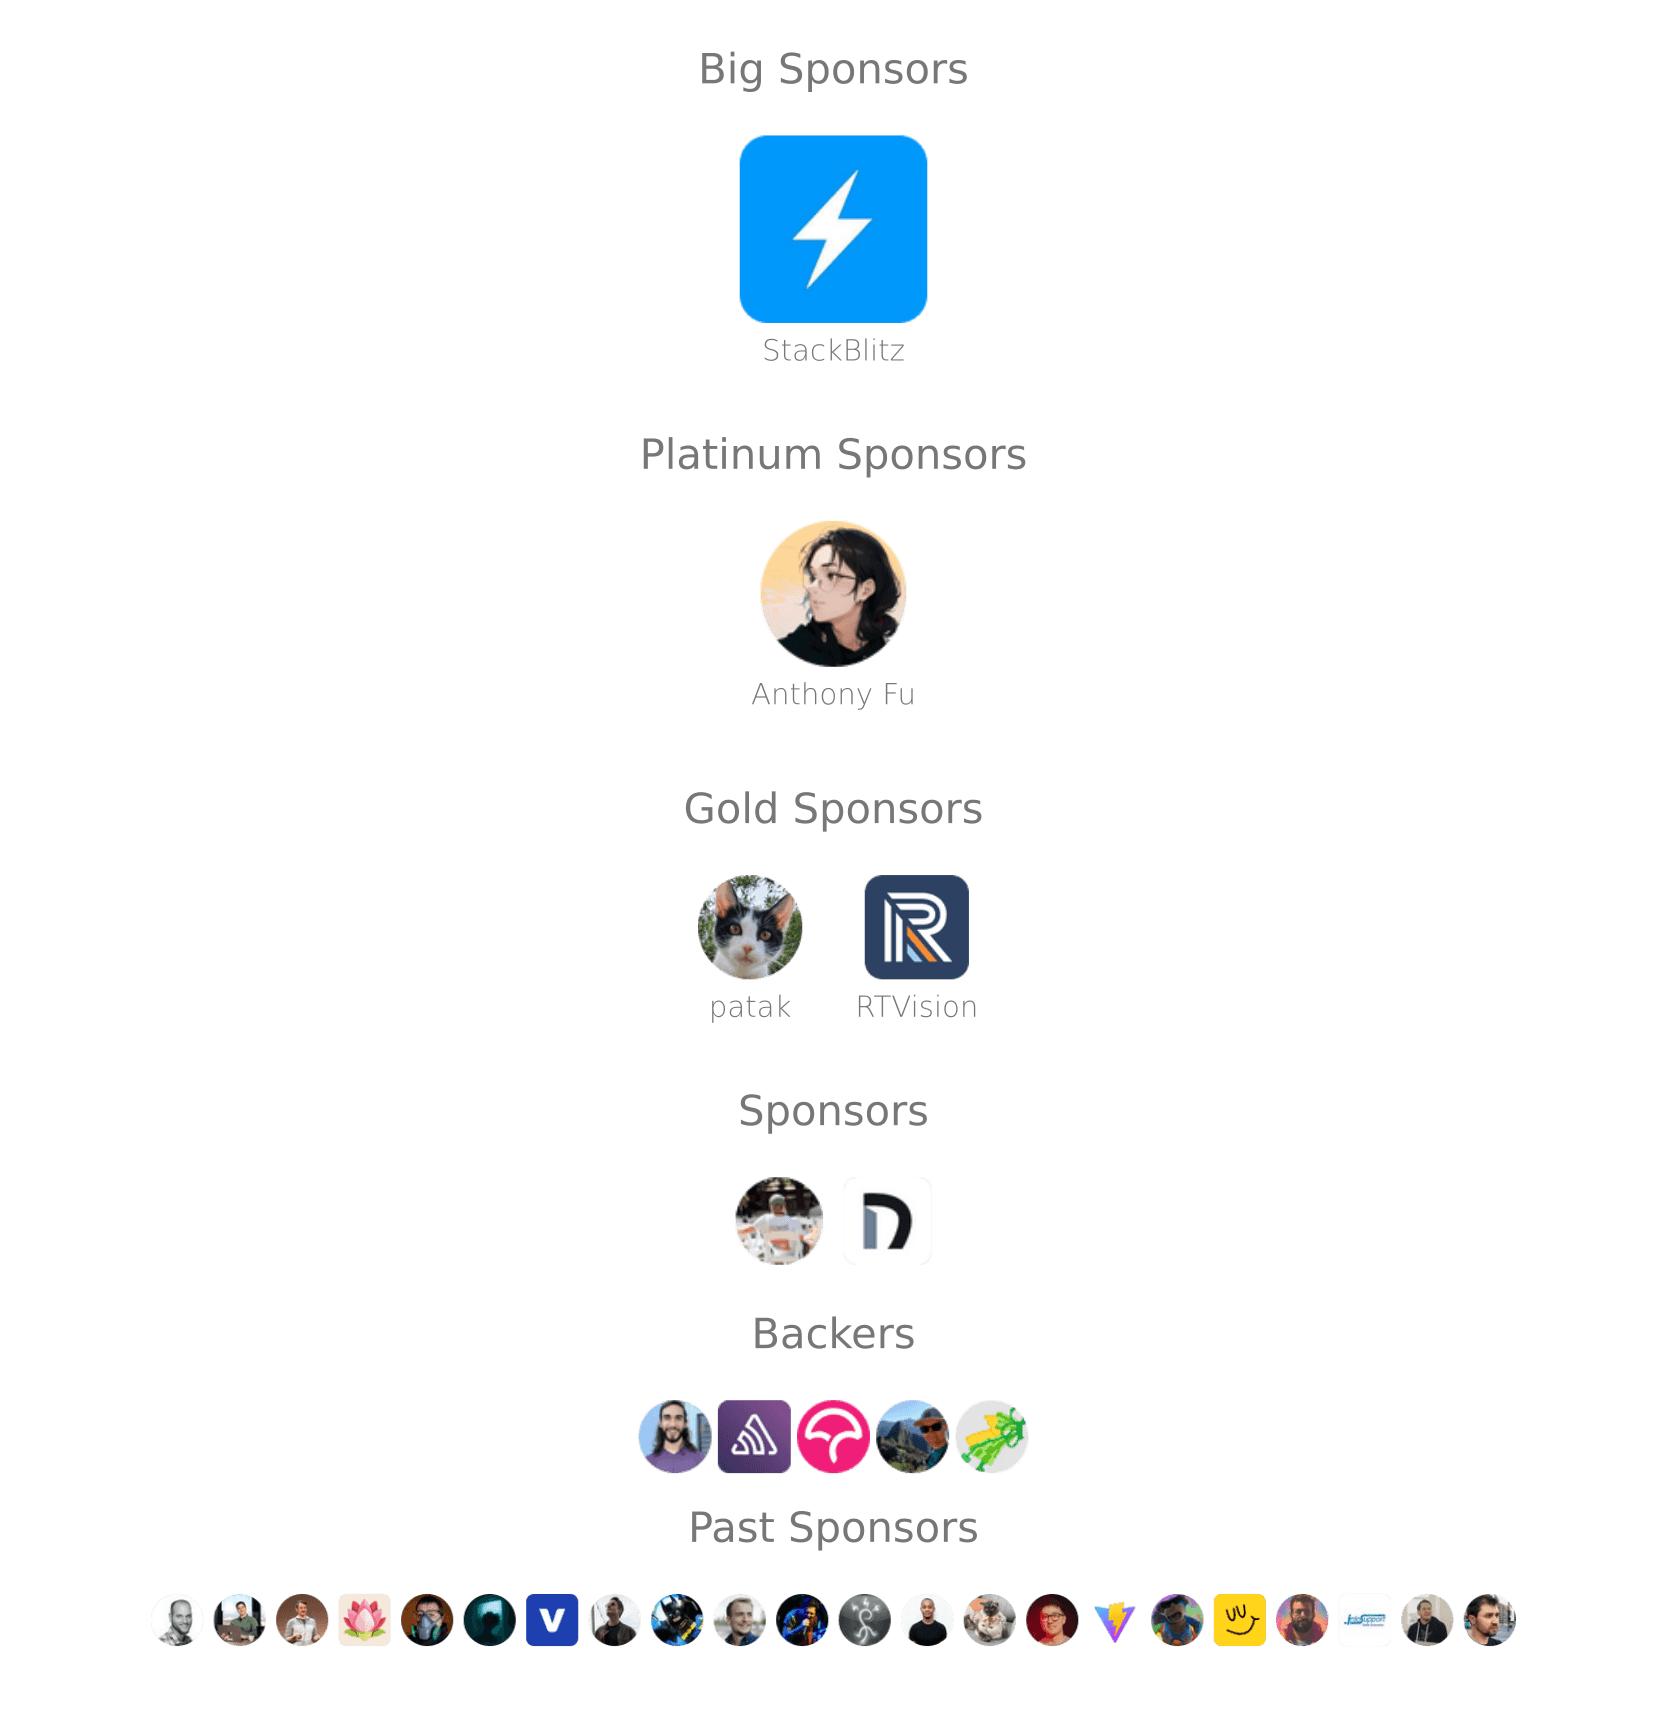 Big Sponsors
StackBlitz
Platinum Sponsors
Anthony Fu
Gold Sponsors
patak
RTVision
Sponsors
Backers
Past Sponsors
V